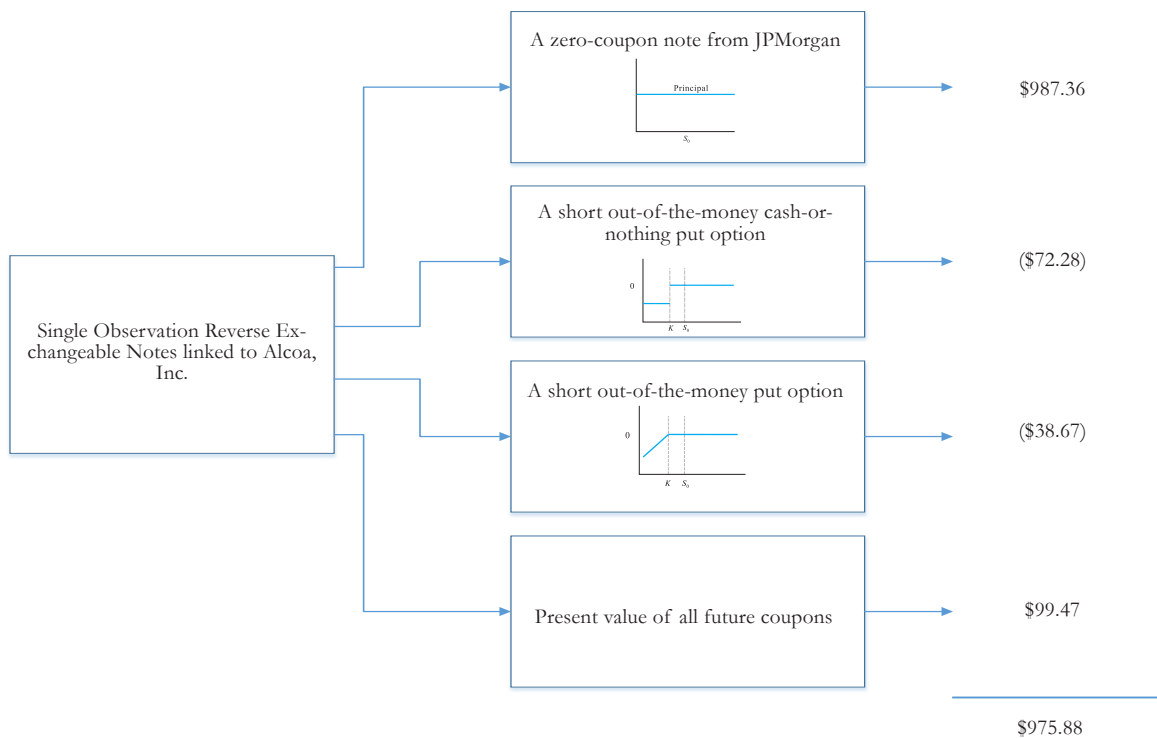 A zero-coupon note from JPMorgan
Principal
S0
$987.36
A short out-of-the-money cash-or-
nothing put option
0
K S0
($72.28)
Single Observation Reverse Ex-
changeable Notes linked to Alcoa,
Inc.
A short out-of-the-money put option
0
K S0
($38.67)
Present value of all future coupons
$99.47
$975.88